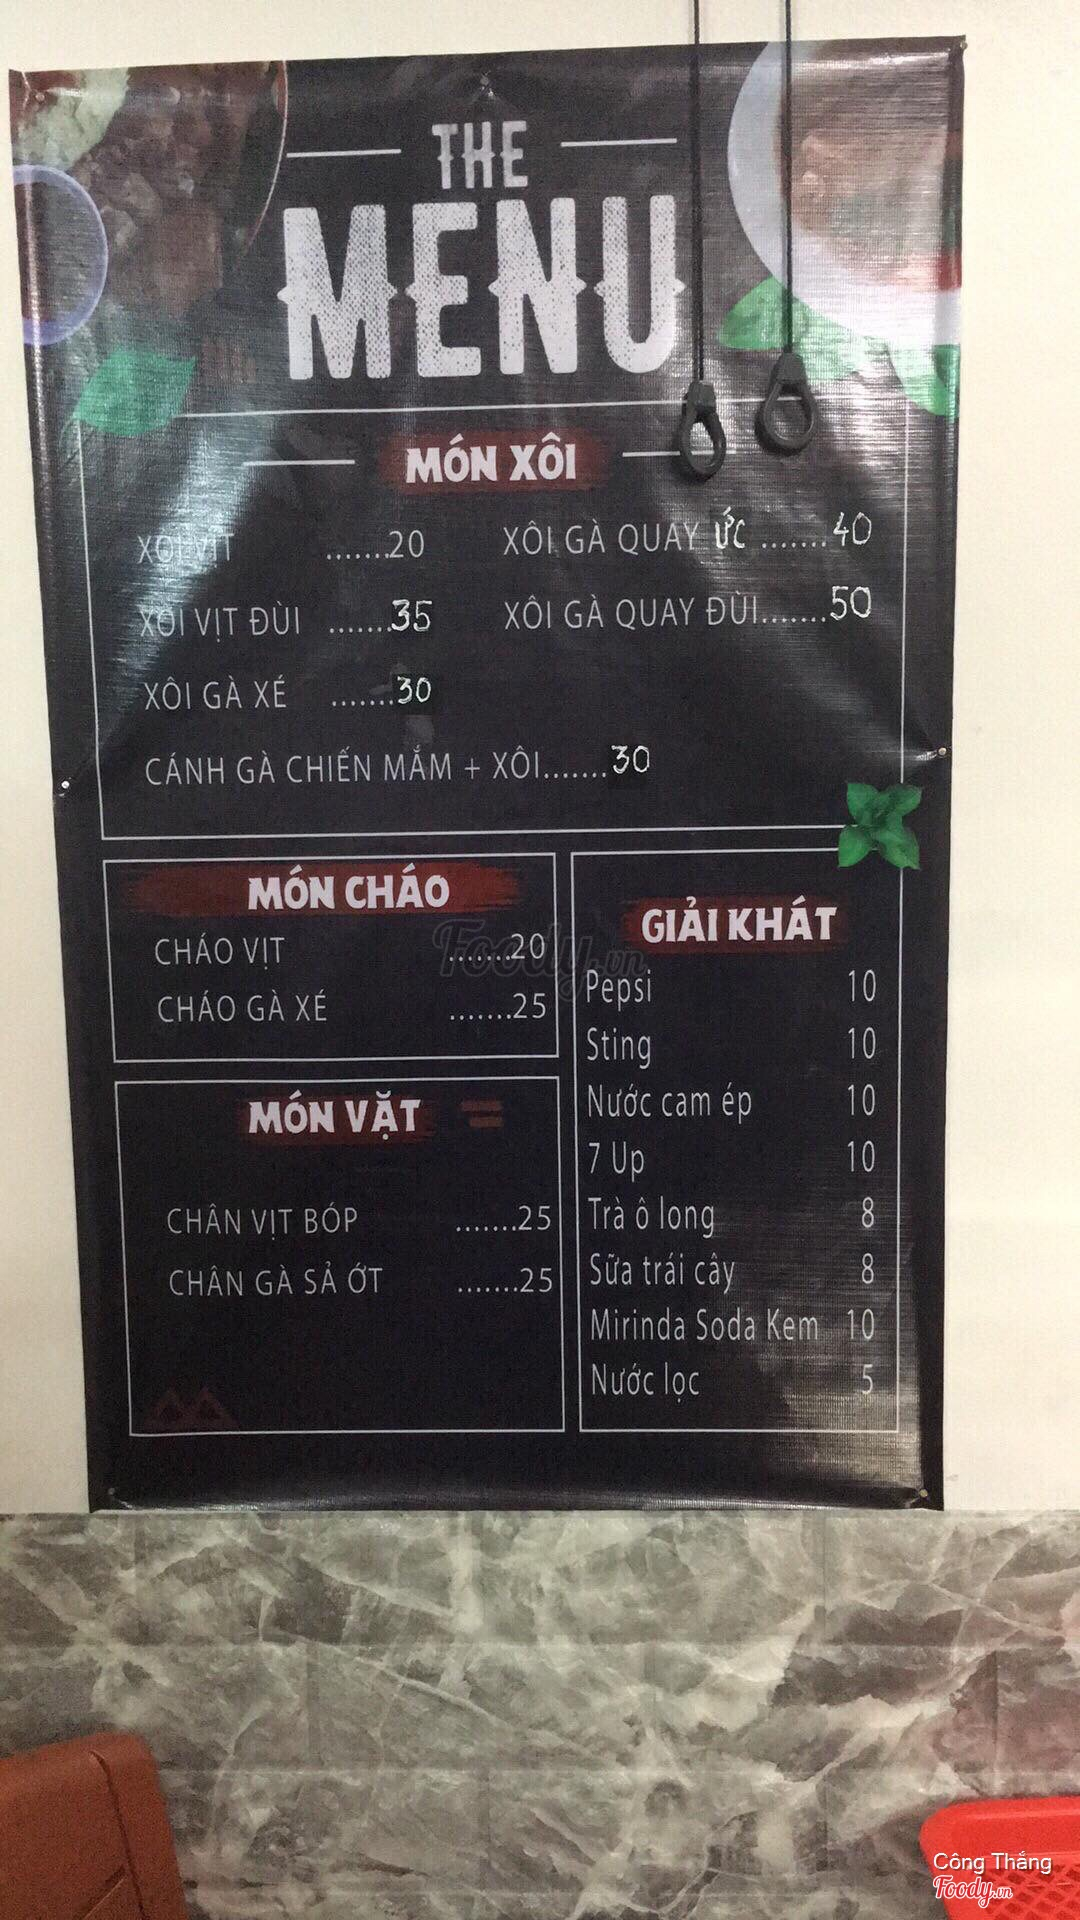 THE
MENU
MÓN XÔI
XÔI VỊT .......20
XÔI GÀ QUAY ỨC .......40
XÔI VỊT ĐÙI .......35
XÔI GÀ QUAY ĐÙI.......50
XÔI GÀ XÉ .......30
CÁNH GÀ CHIẾN MẮM + XÔI.......30
MÓN CHÁO
CHÁO VỊT .......20
CHÁO GÀ XÉ .......25
MÓN VẶT
CHÂN VỊT BÓP .......25
CHÂN GÀ SẢ ỚT .......25
GIẢI KHÁT
Pepsi 10
Sting 10
Nước cam ép 10
7 Up 10
Trà ô long 8
Sữa trái cây 8
Mirinda Soda Kem 10
Nước lọc 5
Foody.vn
Công Thắng
Foody.vn